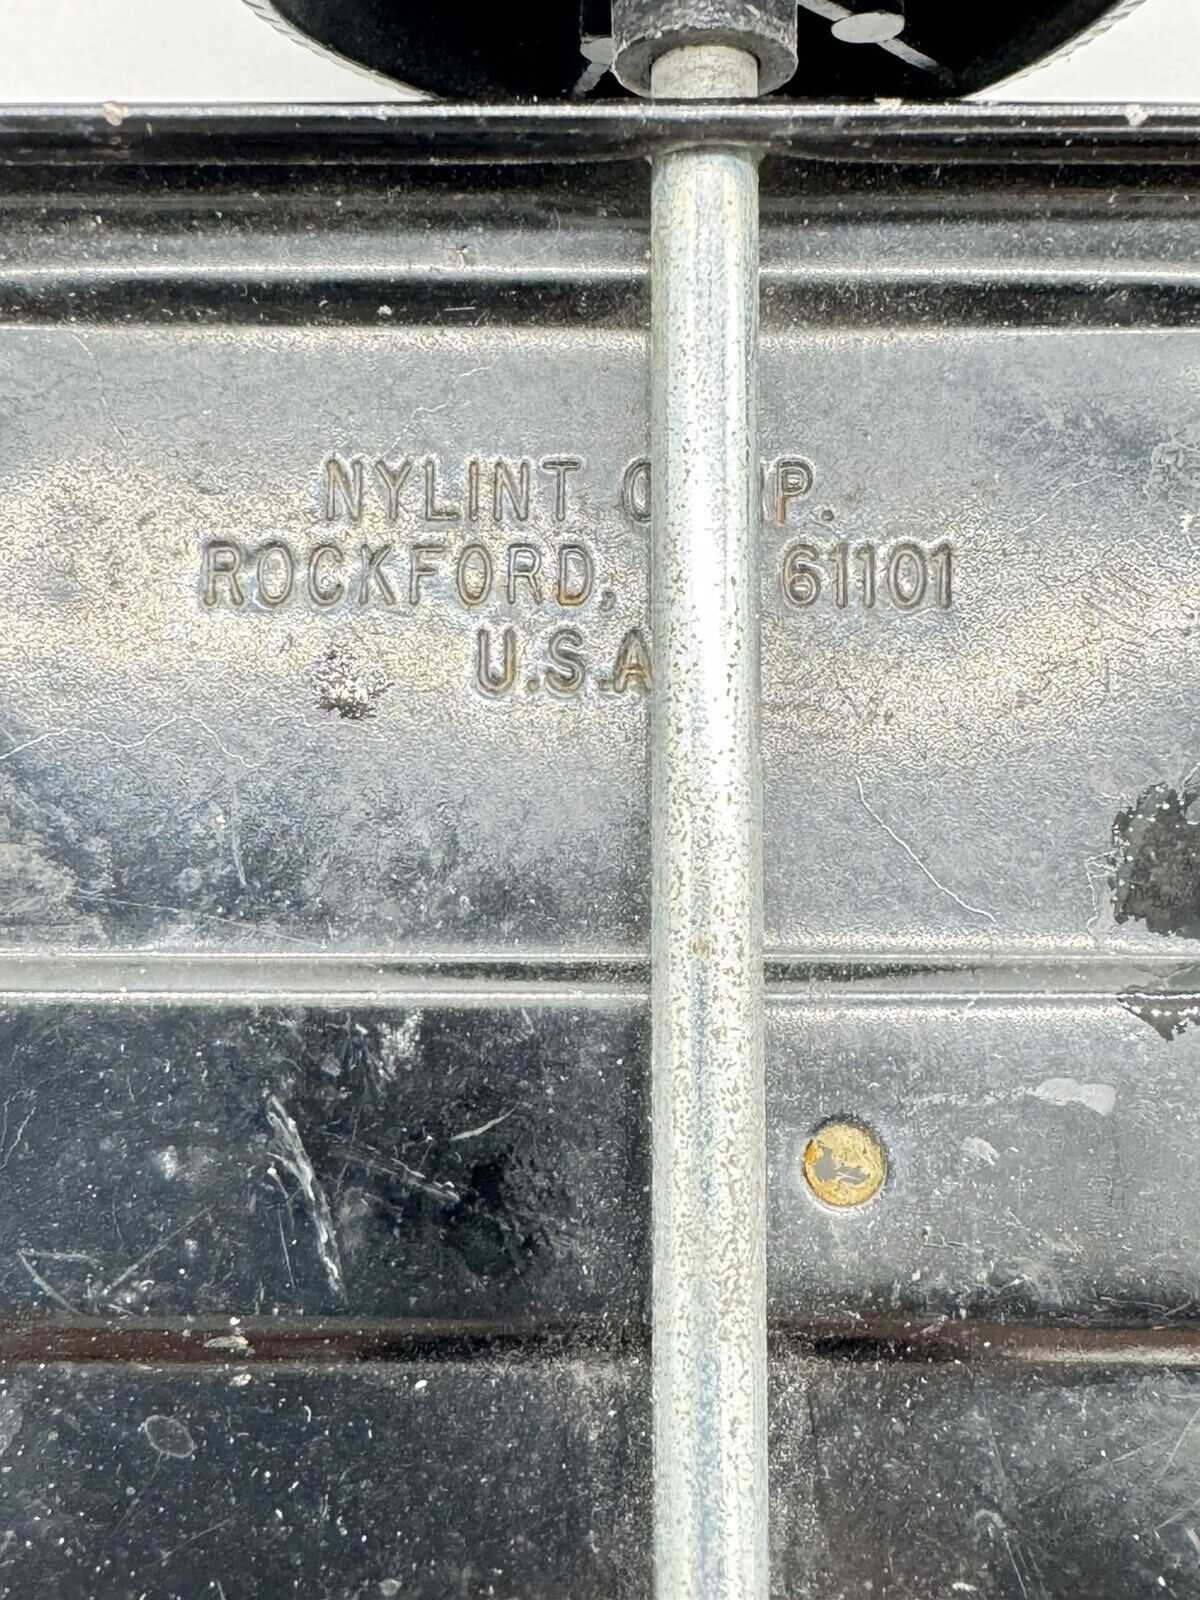 NYLINT
ROCKFORD, 61101
U.S.A